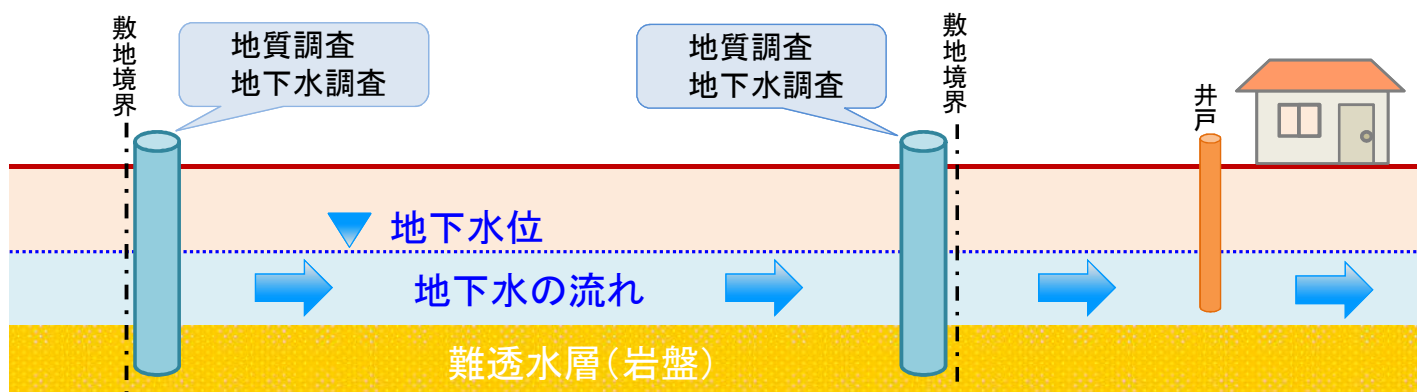 敷地境界
地質調査
地下水調査
地質調査
地下水調査
敷地境界
井戸
地下水位
地下水の流れ
難透水層(岩盤)